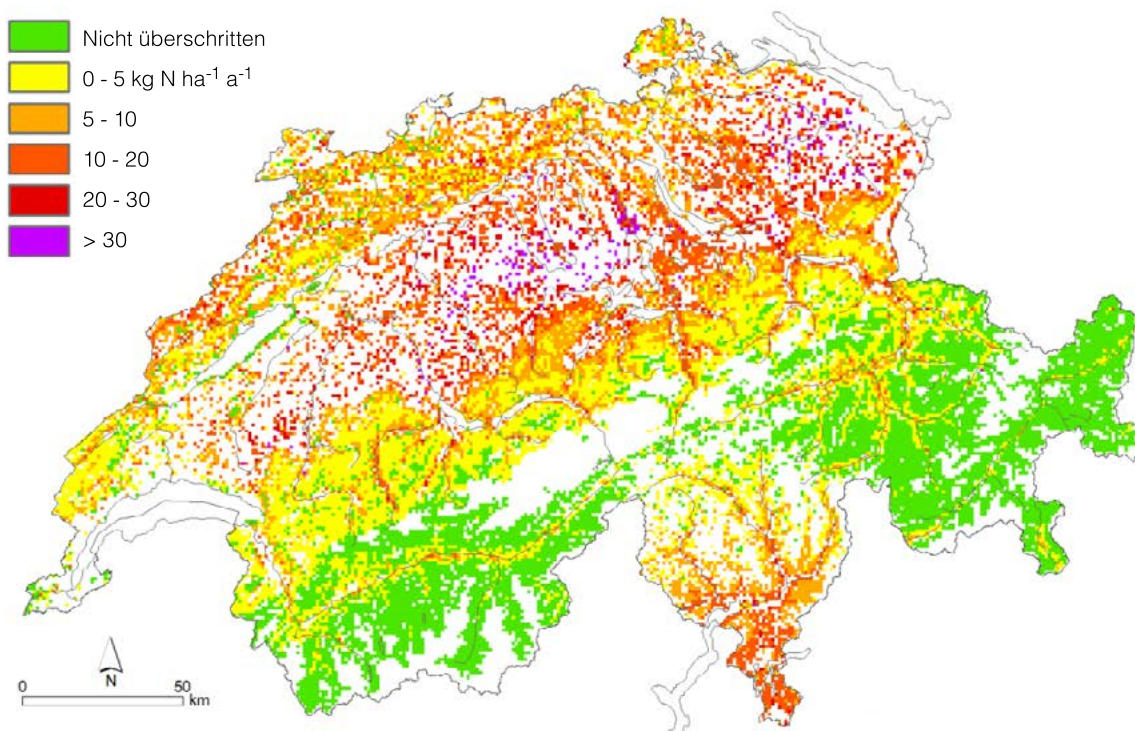 Nicht überschritten
0 - 5 kg N ha⁻¹ a⁻¹
5 - 10
10 - 20
20 - 30
> 30
N
0 50
km